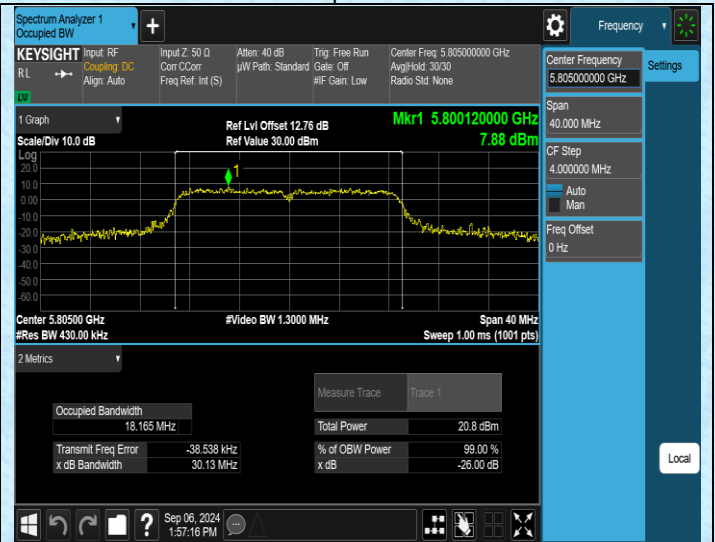 Spectrum Analyzer 1
Occupied BW
+
Frequency
KEYSIGHT Input: RF Input Z: 50 Ω Atten: 40 dB Trig: Free Run Center Freq: 5.805000000 GHz
RL Coupling: DC Corr CCorr µW Path: Standard Gate: Off Avg|Hold: 30/30
Align: Auto Freq Ref: Int (S) #IF Gain: Low Radio Std: None
LXI
Center Frequency
5.805000000 GHz
Settings
Span
40.000 MHz
CF Step
4.000000 MHz
Auto
Man
Freq Offset
0 Hz
1 Graph Ref Lvl Offset 12.76 dB Mkr1 5.800120000 GHz
Scale/Div 10.0 dB Ref Value 30.00 dBm 7.88 dBm
Log
20.0
1
10.0
0.00
-10.0
-20.0
-30.0
-40.0
-50.0
-60.0
Center 5.80500 GHz #Video BW 1.3000 MHz Span 40 MHz
#Res BW 430.00 kHz Sweep 1.00 ms (1001 pts)
2 Metrics
Measure Trace Trace 1
Occupied Bandwidth
18.165 MHz Total Power 20.8 dBm
Transmit Freq Error -38.538 kHz % of OBW Power 99.00 %
x dB Bandwidth 30.13 MHz x dB -26.00 dB
Local
? Sep 06, 2024
1:57:16 PM